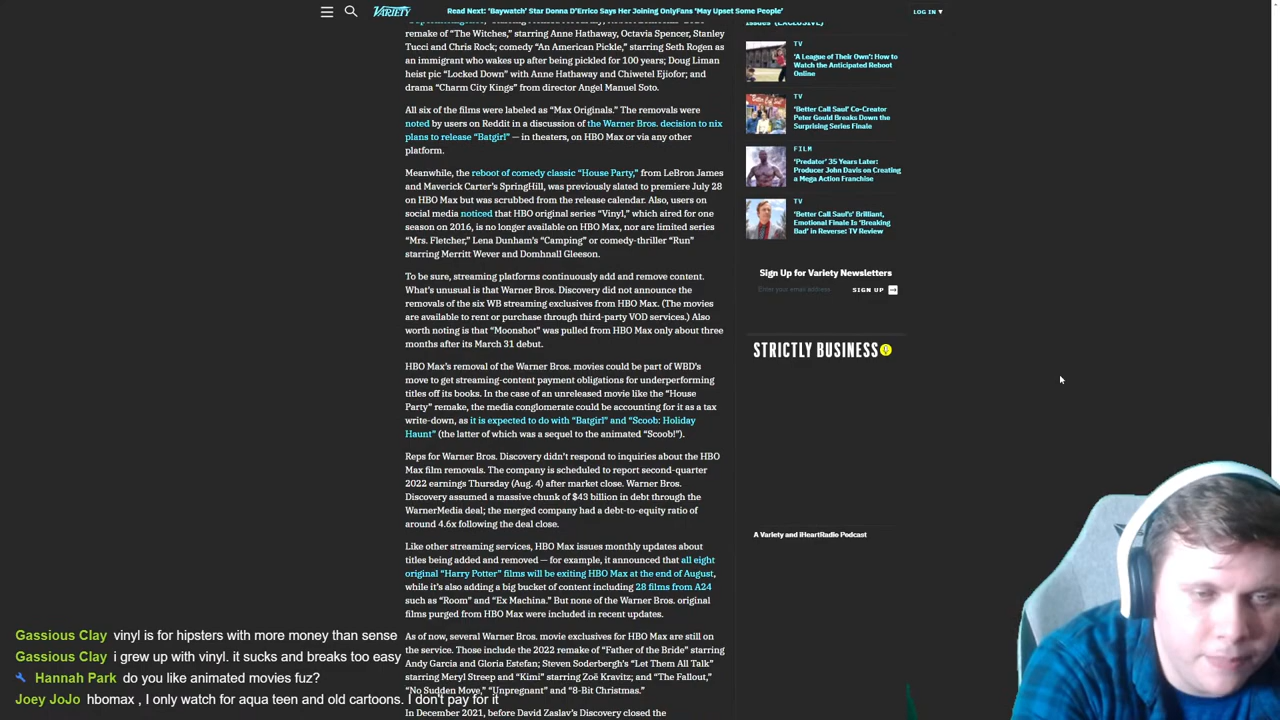 VARIETY
Read Next: ‘Baywatch’ Star Donna D’Errico Says Her Joining OnlyFans ‘May Upset Some People’
LOG IN ▾
remake of “The Witches,” starring Anne Hathaway, Octavia Spencer, Stanley
Tucci and Chris Rock; comedy “An American Pickle,” starring Seth Rogen as
an immigrant who wakes up after being pickled for 100 years; Doug Liman
heist pic “Locked Down” with Anne Hathaway and Chiwetel Ejiofor; and
drama “Charm City Kings” from director Angel Manuel Soto.
All six of the films were labeled as “Max Originals.” The removals were
noted by users on Reddit in a discussion of the Warner Bros. decision to nix
plans to release “Batgirl” — in theaters, on HBO Max or via any other
platform.
Meanwhile, the reboot of comedy classic “House Party,” from LeBron James
and Maverick Carter’s SpringHill, was previously slated to premiere July 28
on HBO Max but was scrubbed from the release calendar. Also, users on
social media noticed that HBO original series “Vinyl,” which aired for one
season on 2016, is no longer available on HBO Max, nor are limited series
“Mrs. Fletcher,” Lena Dunham’s “Camping” or comedy-thriller “Run”
starring Merritt Wever and Domhnall Gleeson.
To be sure, streaming platforms continuously add and remove content.
What’s unusual is that Warner Bros. Discovery did not announce the
removals of the six WB streaming exclusives from HBO Max. (The movies
are available to rent or purchase through third-party VOD services.) Also
worth noting is that “Moonshot” was pulled from HBO Max only about three
months after its March 31 debut.
HBO Max’s removal of the Warner Bros. movies could be part of WBD’s
move to get streaming-content payment obligations for underperforming
titles off its books. In the case of an unreleased movie like the “House
Party” remake, the media conglomerate could be accounting for it as a tax
write-down, as it is expected to do with “Batgirl” and “Scoob: Holiday
Haunt” (the latter of which was a sequel to the animated “Scoob!”).
Reps for Warner Bros. Discovery didn’t respond to inquiries about the HBO
Max film removals. The company is scheduled to report second-quarter
2022 earnings Thursday (Aug. 4) after market close. Warner Bros.
Discovery assumed a massive chunk of $43 billion in debt through the
WarnerMedia deal; the merged company had a debt-to-equity ratio of
around 4.6x following the deal close.
Like other streaming services, HBO Max issues monthly updates about
titles being added and removed — for example, it announced that all eight
original “Harry Potter” films will be exiting HBO Max at the end of August,
while it’s also adding a big bucket of content including 28 films from A24
such as “Room” and “Ex Machina.” But none of the Warner Bros. original
films purged from HBO Max were included in recent updates.
As of now, several Warner Bros. movie exclusives for HBO Max are still on
the service. Those include the 2022 remake of “Father of the Bride” starring
Andy Garcia and Gloria Estefan; Steven Soderbergh’s “Let Them All Talk”
starring Meryl Streep and “Kimi” starring Zoë Kravitz; and “The Fallout,”
“No Sudden Move,” “Unpregnant” and “8-Bit Christmas.”
In December 2021, before David Zaslav’s Discovery closed the
Issues (EXCLUSIVE)
TV
‘A League of Their Own’: How to
Watch the Anticipated Reboot
Online
TV
‘Better Call Saul’ Co-Creator
Peter Gould Breaks Down the
Surprising Series Finale
FILM
‘Predator’ 35 Years Later:
Producer John Davis on Creating
a Mega Action Franchise
TV
‘Better Call Saul’s’ Brilliant,
Emotional Finale Is ‘Breaking
Bad’ in Reverse: TV Review
Sign Up for Variety Newsletters
Enter your email address
SIGN UP
STRICTLY BUSINESS
A Variety and iHeartRadio Podcast
Gassious Clay vinyl is for hipsters with more money than sense
Gassious Clay i grew up with vinyl. it sucks and breaks too easy
Hannah Park do you like animated movies fuz?
Joey JoJo hbomax , I only watch for aqua teen and old cartoons. I don't pay for it